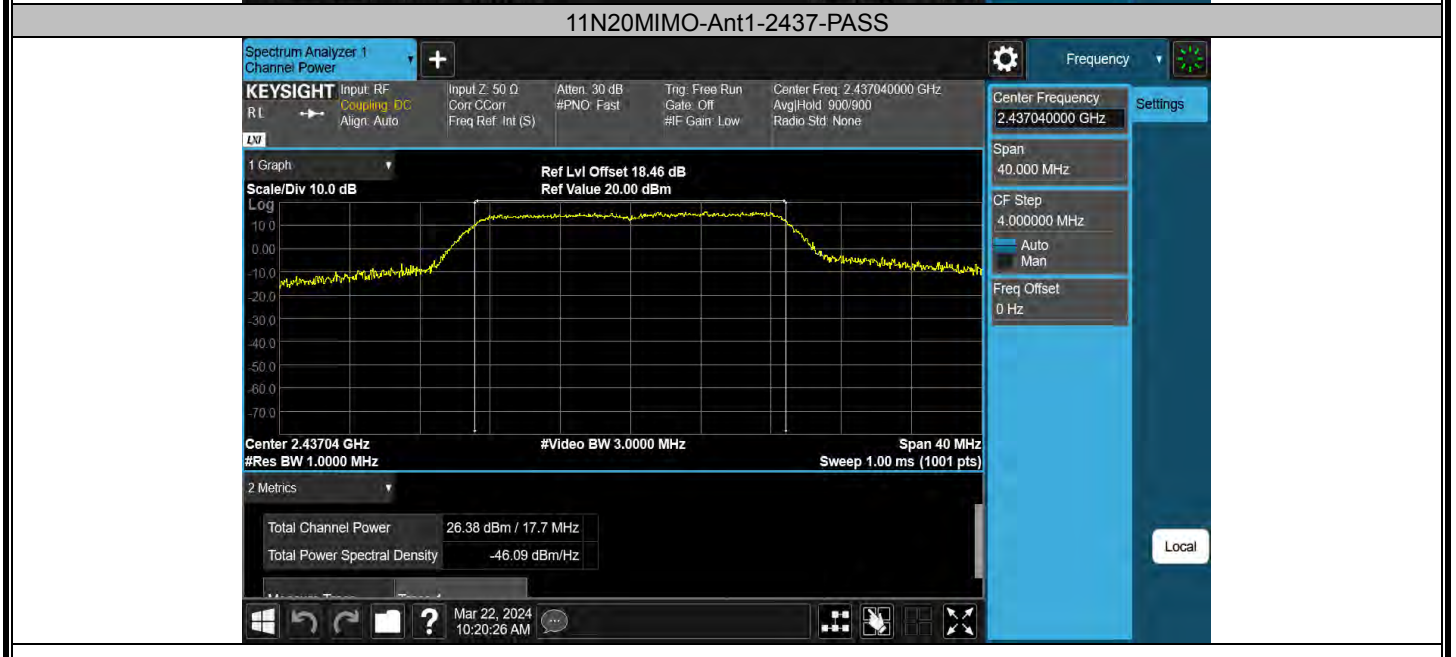 11N20MIMO-Ant1-2437-PASS
Spectrum Analyzer 1
Channel Power
+
Frequency
KEYSIGHT
RL
LXI
Input: RF
Coupling: DC
Align: Auto
Input Z: 50 Ω
Corr CCorr
Freq Ref: Int (S)
Atten: 30 dB
#PNO: Fast
Trig: Free Run
Gate: Off
#IF Gain: Low
Center Freq: 2.437040000 GHz
Avg|Hold: 900/900
Radio Std: None
Center Frequency
2.437040000 GHz
Settings
Span
40.000 MHz
CF Step
4.000000 MHz
Auto
Man
Freq Offset
0 Hz
1 Graph
Scale/Div 10.0 dB
Ref Lvl Offset 18.46 dB
Ref Value 20.00 dBm
Log
10.0
0.00
-10.0
-20.0
-30.0
-40.0
-50.0
-60.0
-70.0
Center 2.43704 GHz
#Res BW 1.0000 MHz
#Video BW 3.0000 MHz
Span 40 MHz
Sweep 1.00 ms (1001 pts)
2 Metrics
Total Channel Power 26.38 dBm / 17.7 MHz
Total Power Spectral Density -46.09 dBm/Hz
Local
?
Mar 22, 2024
10:20:26 AM